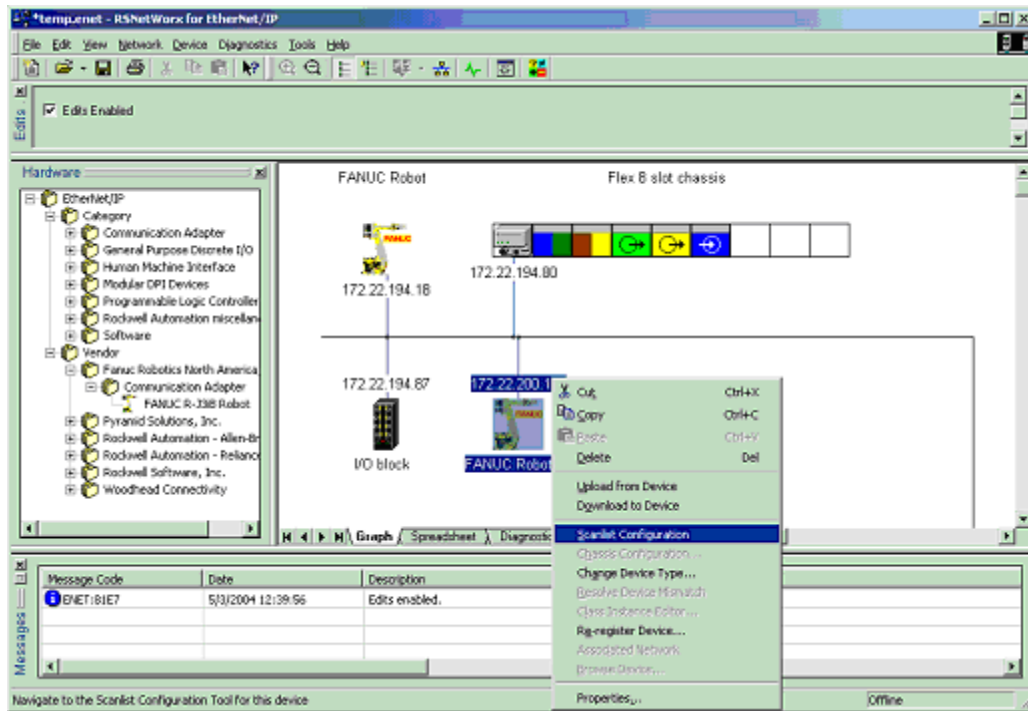 *temp.enet - RSNetWorx for EtherNet/IP
File Edit View Network Device Diagnostics Tools Help
Edits
Edits Enabled
Hardware
EtherNet/IP
Category
Communication Adapter
General Purpose Discrete I/O
Human Machine Interface
Modular DPI Devices
Programmable Logic Controller
Rockwell Automation miscellan
Software
Vendor
Fanuc Robotics North America
Communication Adapter
FANUC R-J3iB Robot
Pyramid Solutions, Inc.
Rockwell Automation - Allen-Br
Rockwell Automation - Reliance
Rockwell Software, Inc.
Woodhead Connectivity
FANUC Robot
Flex 8 slot chassis
FANUC
172.22.194.18
172.22.194.80
172.22.194.87
172.22.200.1
I/O block
FANUC Robot
Cut Ctrl+X
Copy Ctrl+C
Paste Ctrl+V
Delete Del
Upload from Device
Download to Device
Scanlist Configuration
Chassis Configuration...
Change Device Type...
Resolve Device Mismatch
Class Instance Editor...
Re-register Device...
Associated Network
Browse Device...
Properties...
Graph Spreadsheet Diagnostic
Messages
Message Code Date Description
ENET:81E7 5/3/2004 12:39:56 Edits enabled.
Navigate to the Scanlist Configuration Tool for this device
Offline